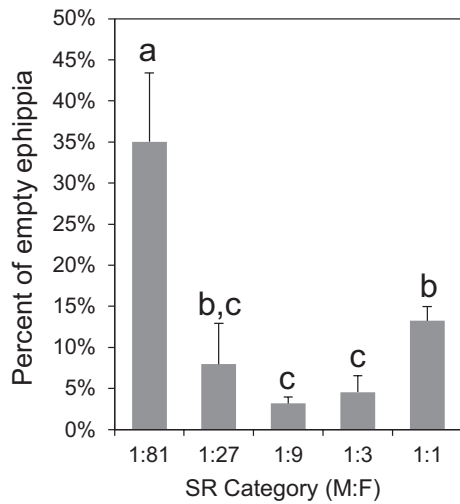 50%
45%
40%
35%
30%
25%
20%
15%
10%
5%
0%
Percent of empty ephippia
a
b,c
c
c
b
1:81 1:27 1:9 1:3 1:1
SR Category (M:F)